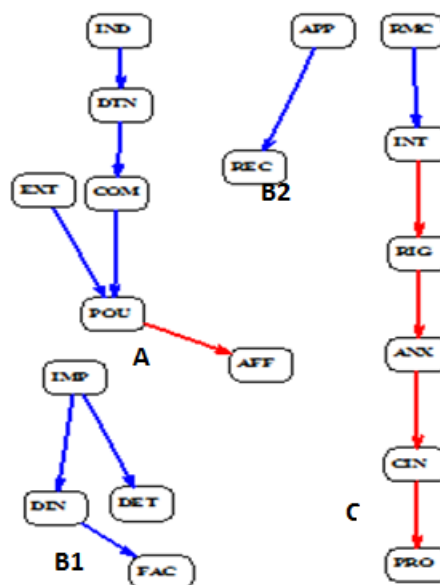 IND
APP
RMC
DTN
INT
REC
EXT
COM
B2
RIG
POU
A
AFF
ANX
IMP
CIN
DIN
DET
C
B1
FAC
PRO